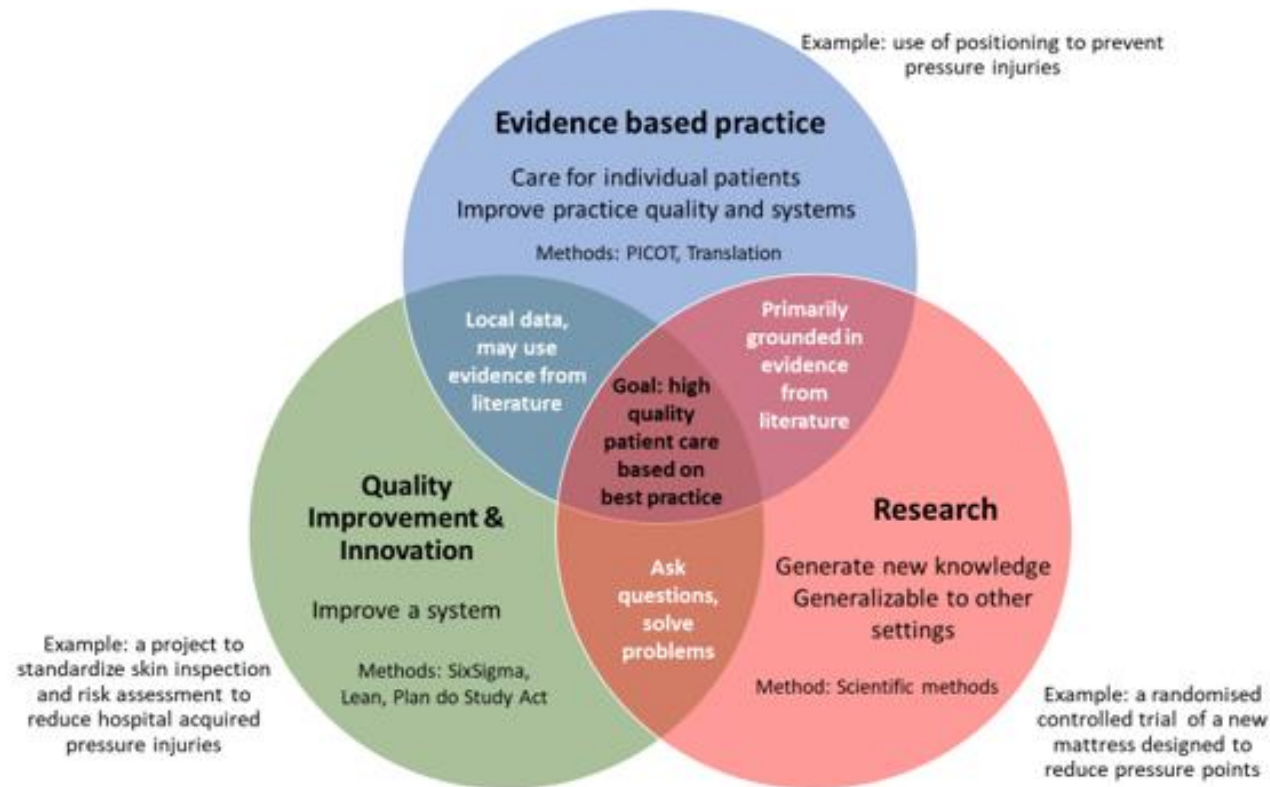 Example: use of positioning to prevent
pressure injuries
Evidence based practice
Care for individual patients
Improve practice quality and systems
Methods: PICOT, Translation
Local data,
may use
evidence from
literature
Primarily
grounded in
evidence
from
literature
Goal: high
quality
patient care
based on
best practice
Quality
Improvement &
Innovation
Improve a system
Methods: SixSigma,
Lean, Plan do Study Act
Ask
questions,
solve
problems
Research
Generate new knowledge
Generalizable to other
settings
Method: Scientific methods
Example: a project to
standardize skin inspection
and risk assessment to
reduce hospital acquired
pressure injuries
Example: a randomised
controlled trial of a new
mattress designed to
reduce pressure points